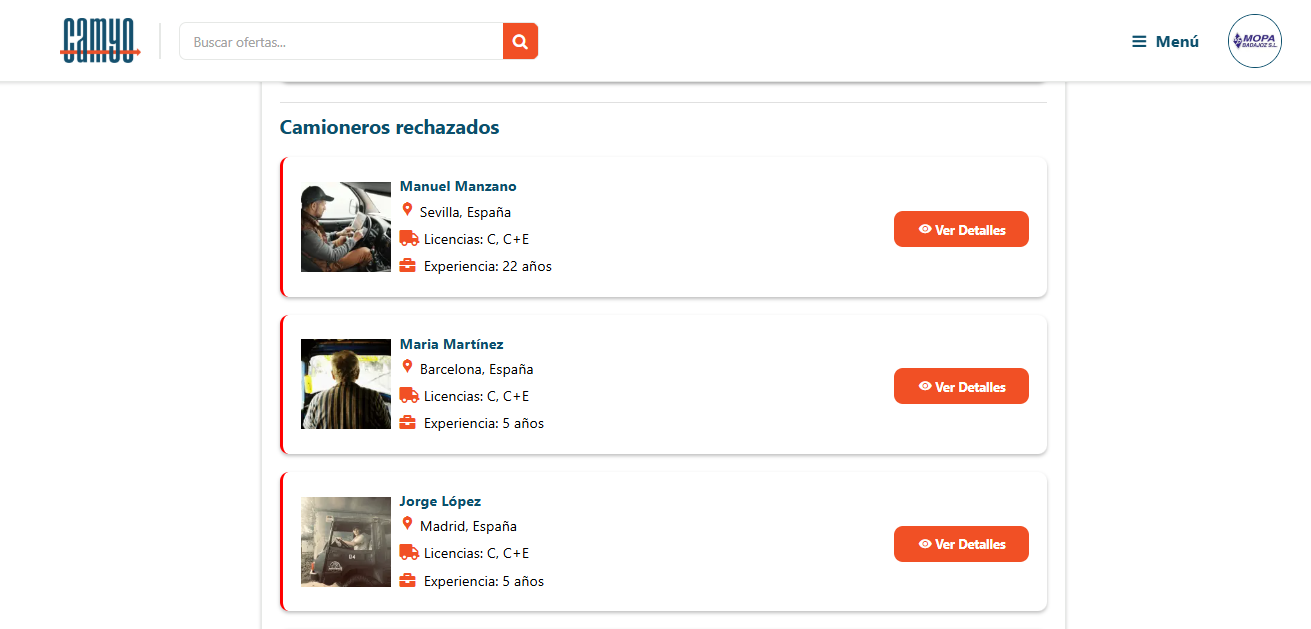 camyo
Buscar ofertas...
Menú
MOPA
BADAJOZ S.L.
Camioneros rechazados
Manuel Manzano
Sevilla, España
Licencias: C, C+E
Experiencia: 22 años
Ver Detalles
Maria Martínez
Barcelona, España
Licencias: C, C+E
Experiencia: 5 años
Ver Detalles
Jorge López
Madrid, España
Licencias: C, C+E
Experiencia: 5 años
Ver Detalles